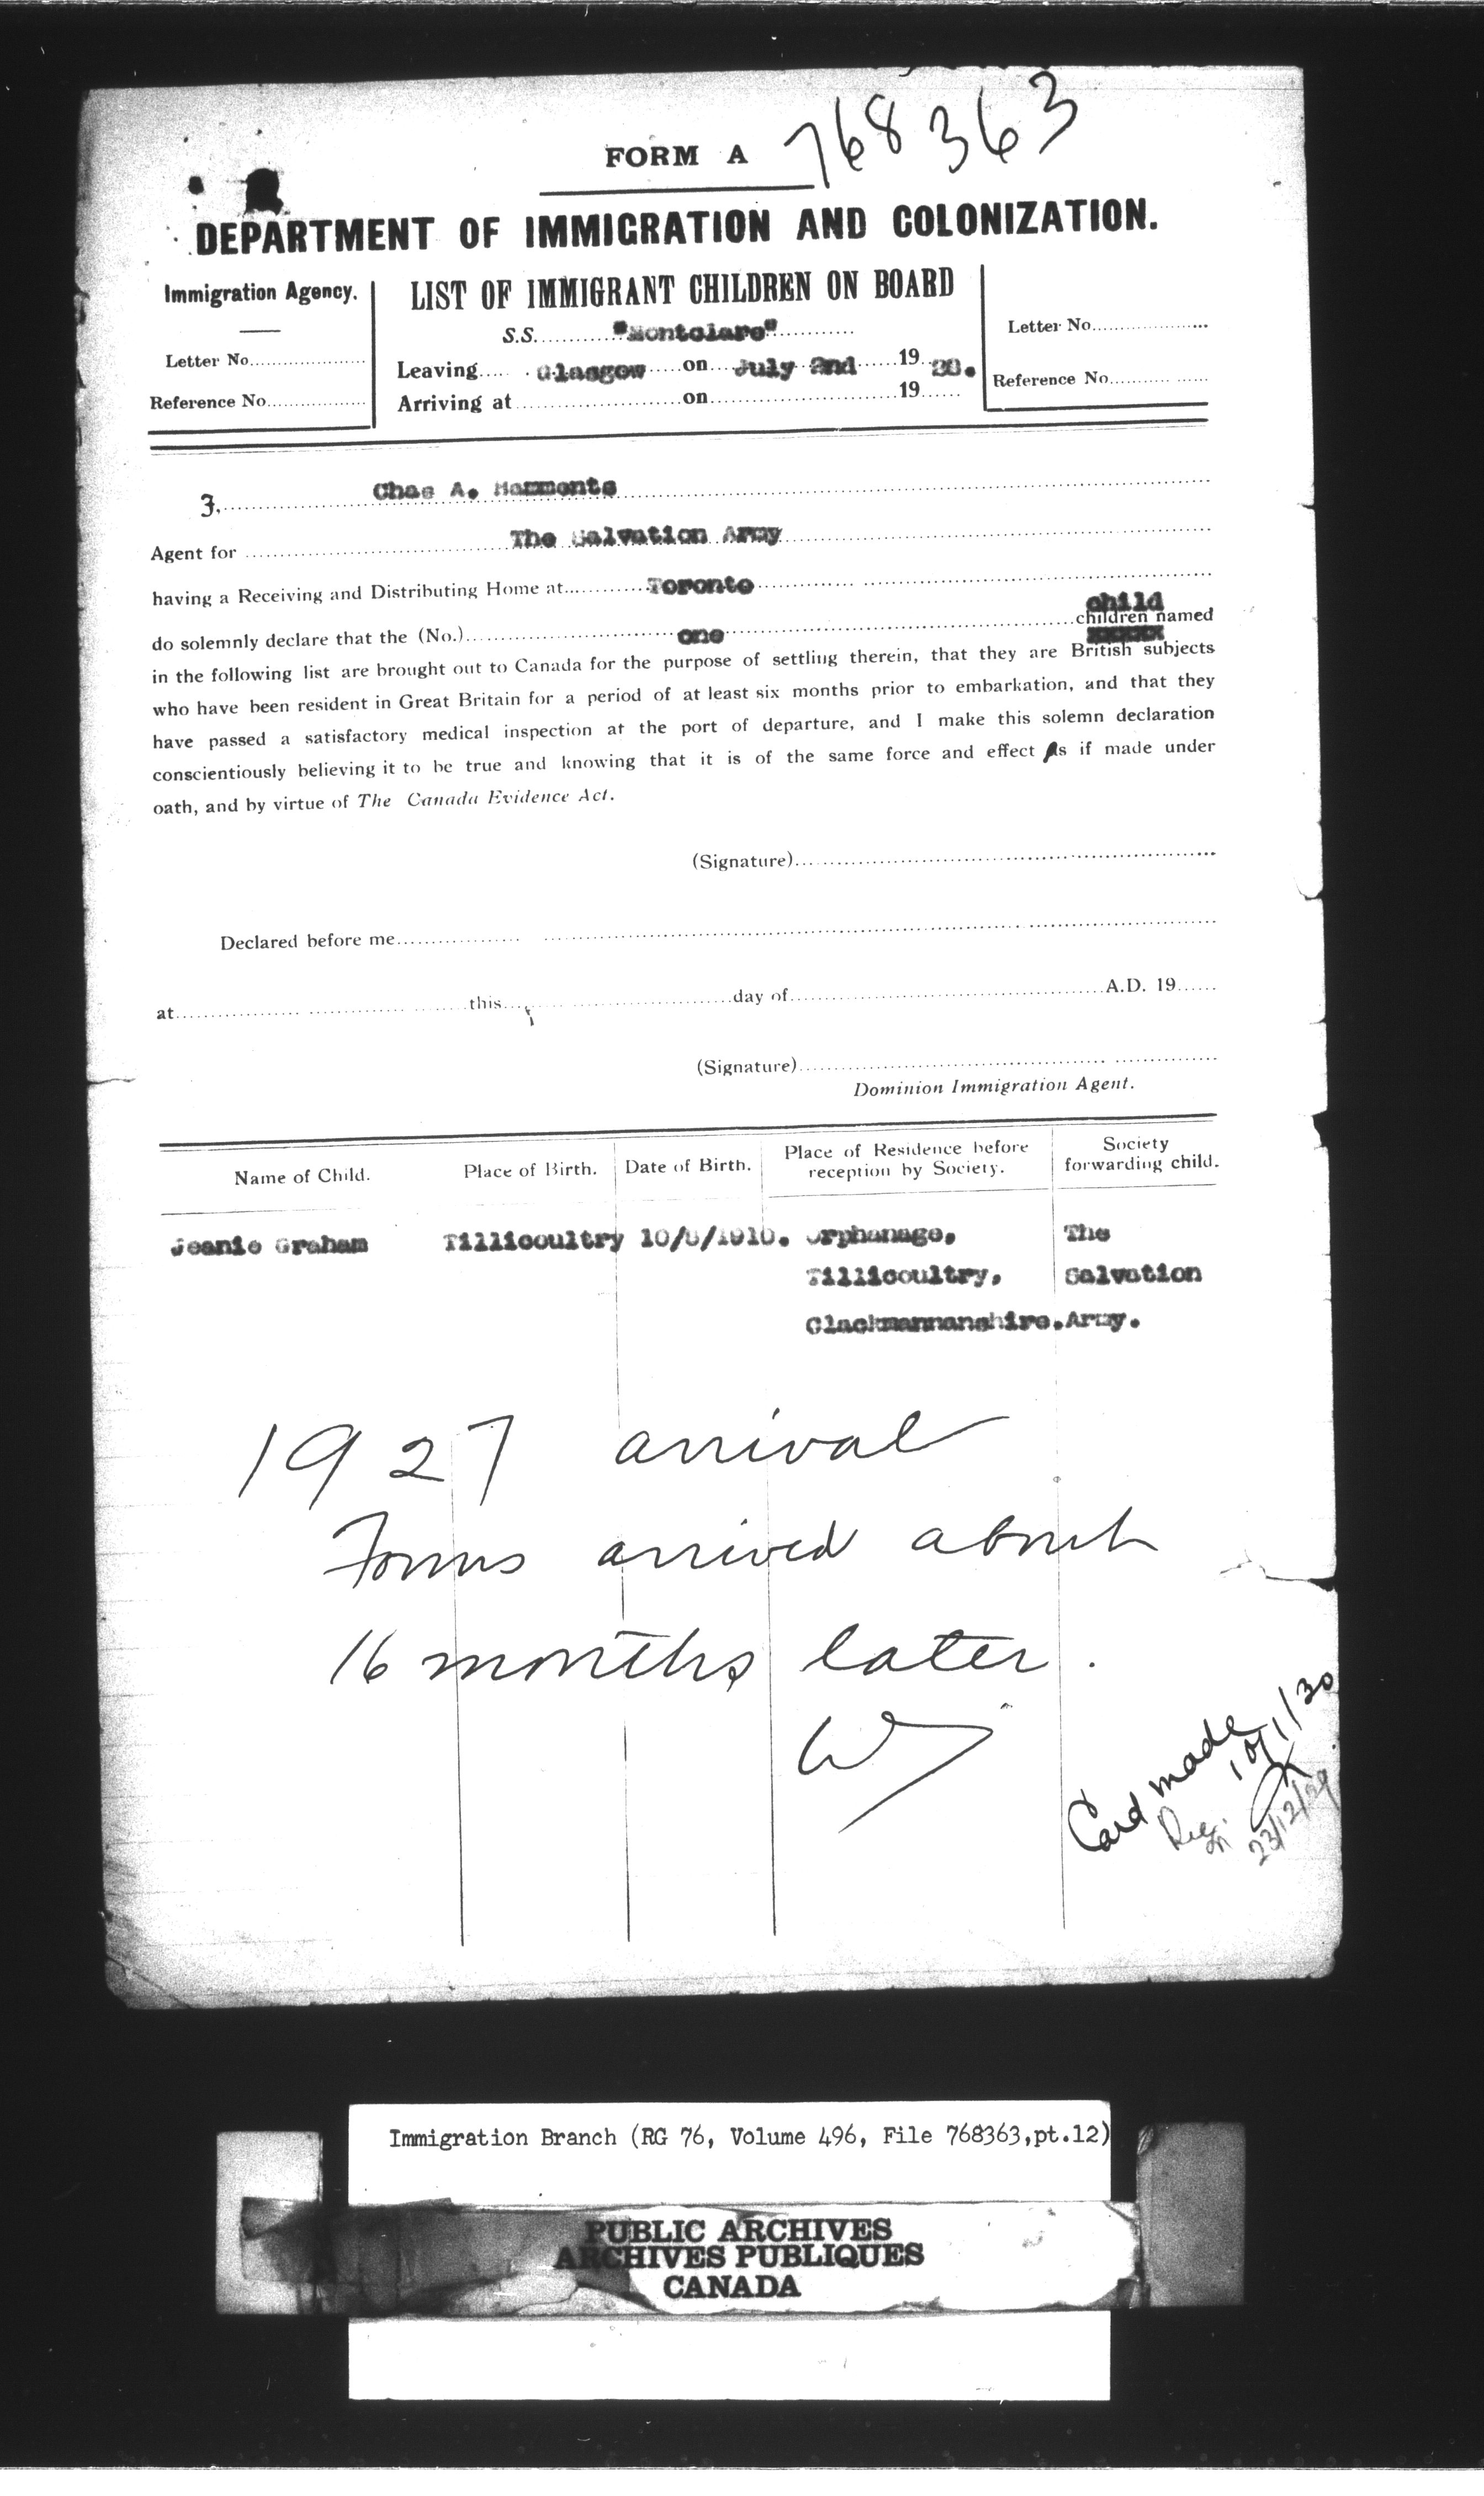 FORM A 768363
DEPARTMENT OF IMMIGRATION AND COLONIZATION.
Immigration Agency.
Letter No.
Reference No.
LIST OF IMMIGRANT CHILDREN ON BOARD
S.S. "Montclare"
Leaving Glasgow on July 2nd 19
Arriving at on 19
Letter No.
Reference No.
Chas A.
Agent for The Salvation Army
having a Receiving and Distributing Home at Toronto
child
do solemnly declare that the (No.) one children named
in the following list are brought out to Canada for the purpose of settling therein, that they are British subjects
who have been resident in Great Britain for a period of at least six months prior to embarkation, and that they
have passed a satisfactory medical inspection at the port of departure, and I make this solemn declaration
conscientiously believing it to be true and knowing that it is of the same force and effect as if made under
oath, and by virtue of The Canada Evidence Act.
(Signature)
Declared before me
at this day of A.D. 19
(Signature)
Dominion Immigration Agent.
Name of Child. Place of Birth. Date of Birth. Place of Residence before reception by Society. Society forwarding child.
Jeanie Graham Tillicoultry Orphanage, The
Tillicoultry, Salvation
Clackmannanshire. Army.
1927 arrival
Forms arrived about
16 months later.
Card made
10/1/30
23/12/29
Immigration Branch (RG 76, Volume 496, File 768363,pt.12)
PUBLIC ARCHIVES
ARCHIVES PUBLIQUES
CANADA